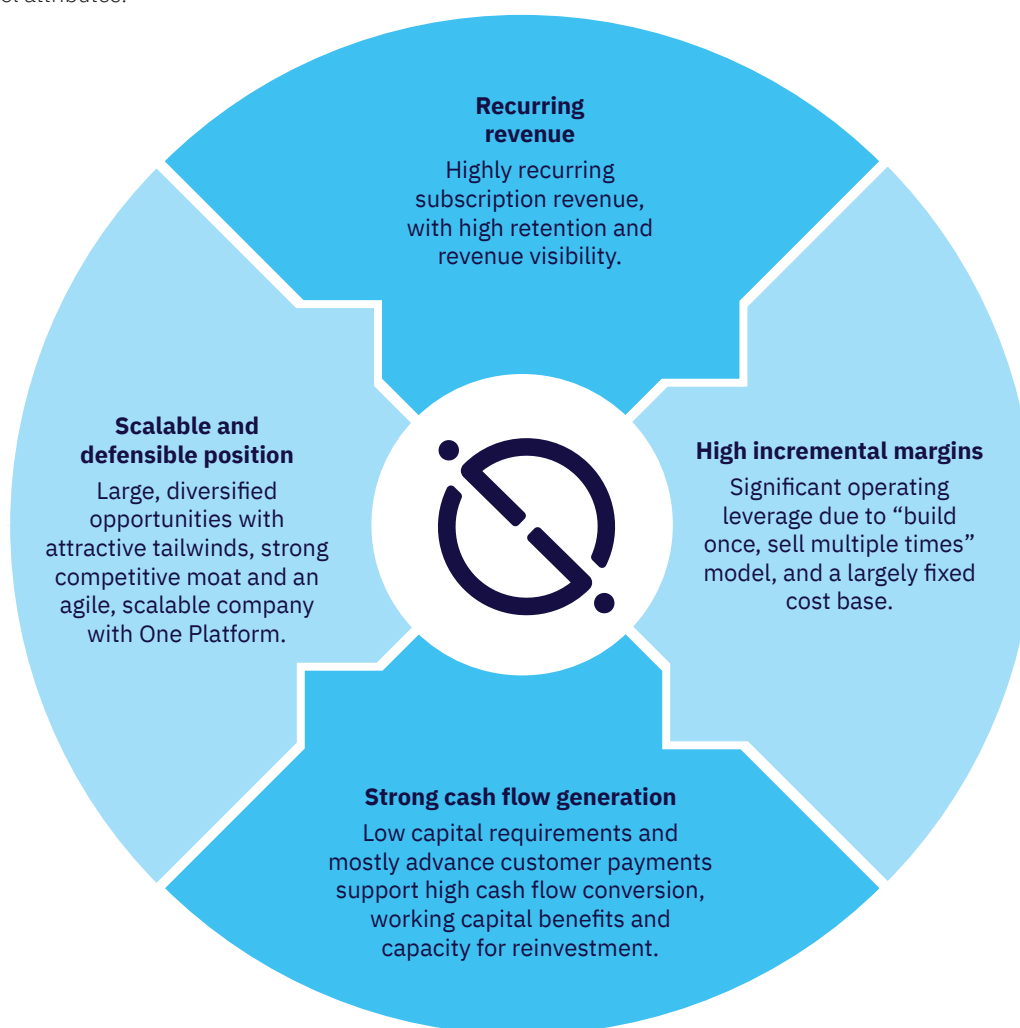 attributes.
Recurring
revenue
Highly recurring
subscription revenue,
with high retention and
revenue visibility.
Scalable and
defensible position
Large, diversified
opportunities with
attractive tailwinds, strong
competitive moat and an
agile, scalable company
with One Platform.
High incremental margins
Significant operating
leverage due to “build
once, sell multiple times”
model, and a largely fixed
cost base.
Strong cash flow generation
Low capital requirements and
mostly advance customer payments
support high cash flow conversion,
working capital benefits and
capacity for reinvestment.